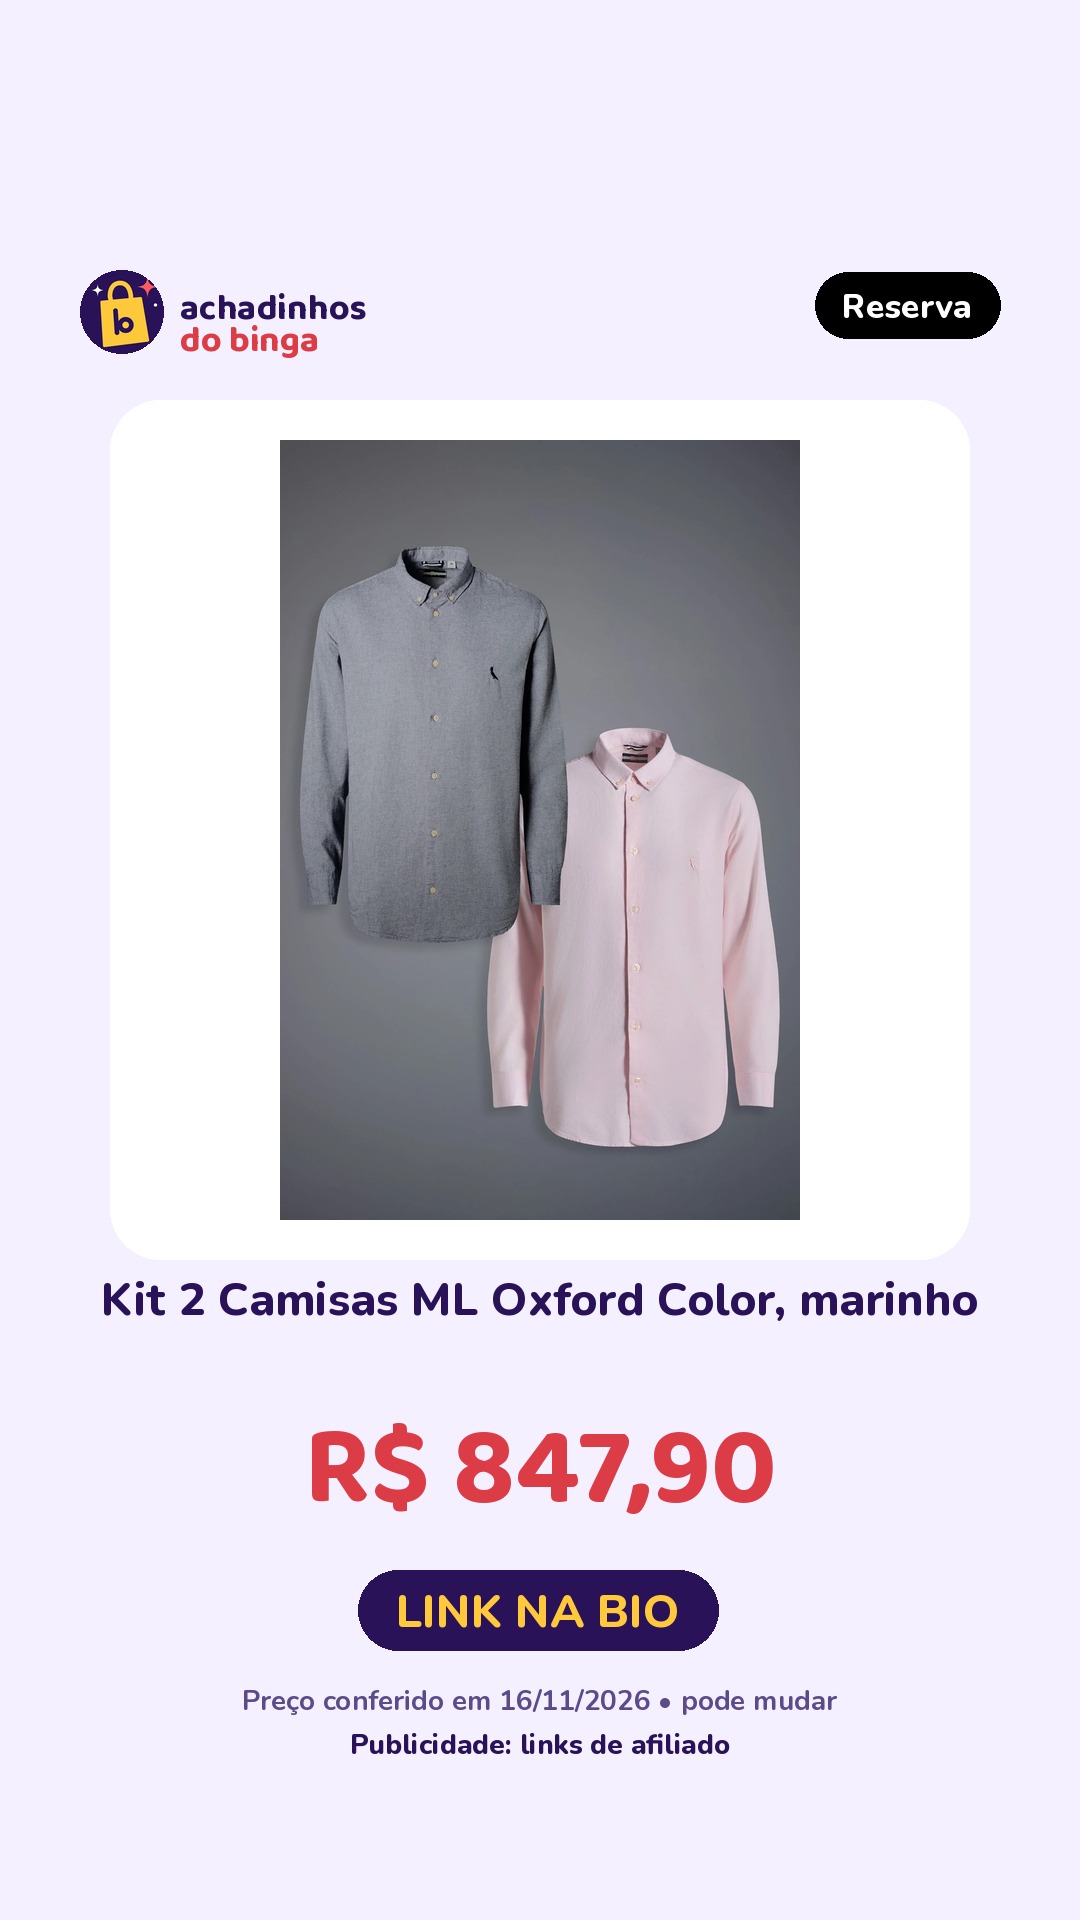 achadinhos
do binga
Reserva
Kit 2 Camisas ML Oxford Color, marinho
R$ 847,90
LINK NA BIO
Preço conferido em 16/11/2026 • pode mudar
Publicidade: links de afiliado